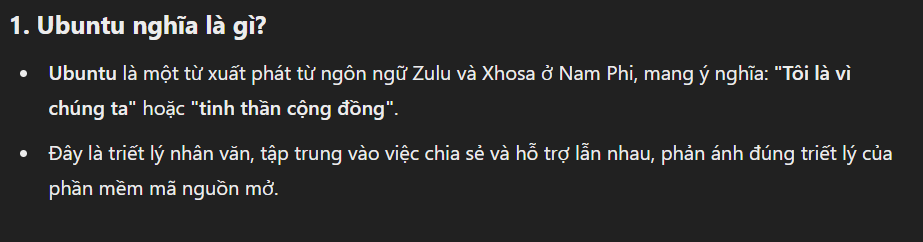 1. Ubuntu nghĩa là gì?
• Ubuntu là một từ xuất phát từ ngôn ngữ Zulu và Xhosa ở Nam Phi, mang ý nghĩa: "Tôi là vì
chúng ta" hoặc "tinh thần cộng đồng".
• Đây là triết lý nhân văn, tập trung vào việc chia sẻ và hỗ trợ lẫn nhau, phản ánh đúng triết lý của
phần mềm mã nguồn mở.